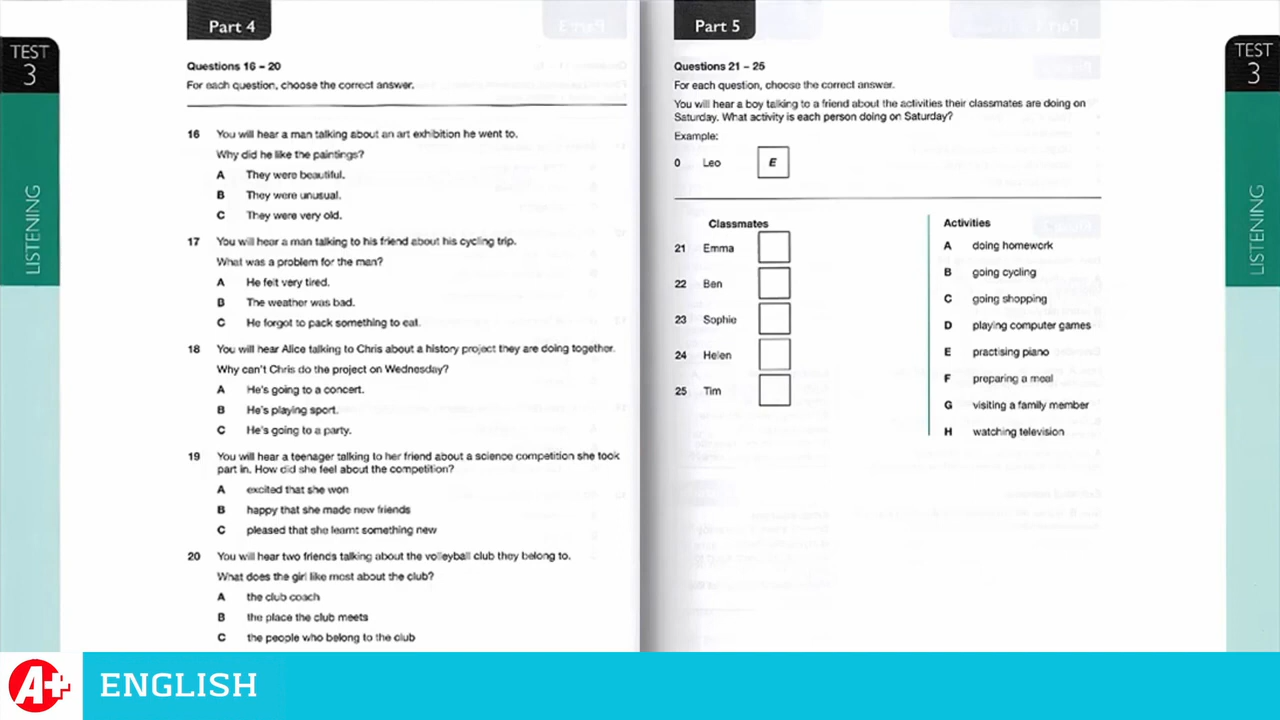 TEST
3
LISTENING
Part 4
Questions 16 – 20
For each question, choose the correct answer.
16 You will hear a man talking about an art exhibition he went to.
Why did he like the paintings?
A They were beautiful.
B They were unusual.
C They were very old.
17 You will hear a man talking to his friend about his cycling trip.
What was a problem for the man?
A He felt very tired.
B The weather was bad.
C He forgot to pack something to eat.
18 You will hear Alice talking to Chris about a history project they are doing together.
Why can't Chris do the project on Wednesday?
A He's going to a concert.
B He's playing sport.
C He's going to a party.
19 You will hear a teenager talking to her friend about a science competition she took
part in. How did she feel about the competition?
A excited that she won
B happy that she made new friends
C pleased that she learnt something new
20 You will hear two friends talking about the volleyball club they belong to.
What does the girl like most about the club?
A the club coach
B the place the club meets
C the people who belong to the club
Part 5
Questions 21 – 25
For each question, choose the correct answer.
You will hear a boy talking to a friend about the activities their classmates are doing on
Saturday. What activity is each person doing on Saturday?
Example:
0 Leo E
Classmates
21 Emma
22 Ben
23 Sophie
24 Helen
25 Tim
Activities
A doing homework
B going cycling
C going shopping
D playing computer games
E practising piano
F preparing a meal
G visiting a family member
H watching television
TEST
3
LISTENING
A+ ENGLISH